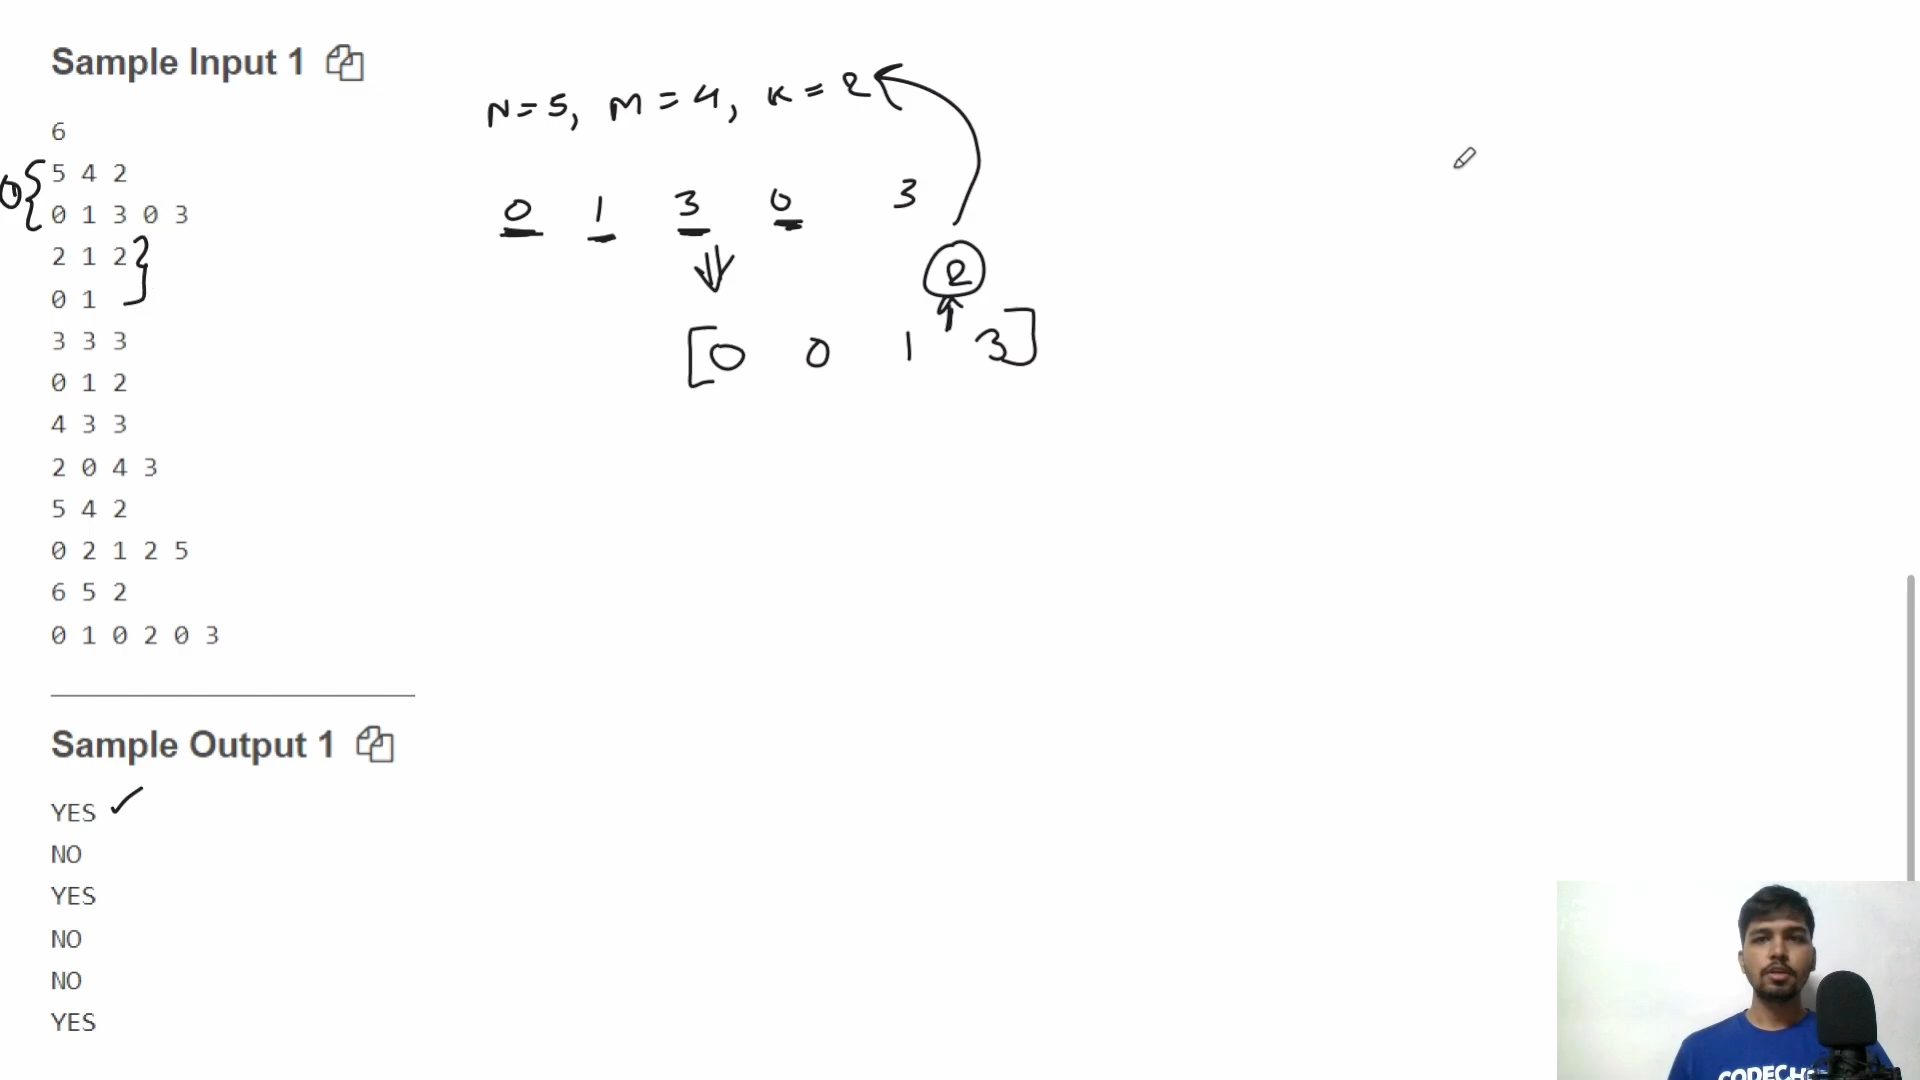 Sample Input 1
6
5 4 2
0 1 3 0 3
2 1 2
0 1
3 3 3
0 1 2
4 3 3
2 0 4 3
5 4 2
0 2 1 2 5
6 5 2
0 1 0 2 0 3
Sample Output 1
YES
NO
YES
NO
NO
YES
N=5, M=4, K=2
0 1 3 0 3
2
[0 0 1 3]
CODECH